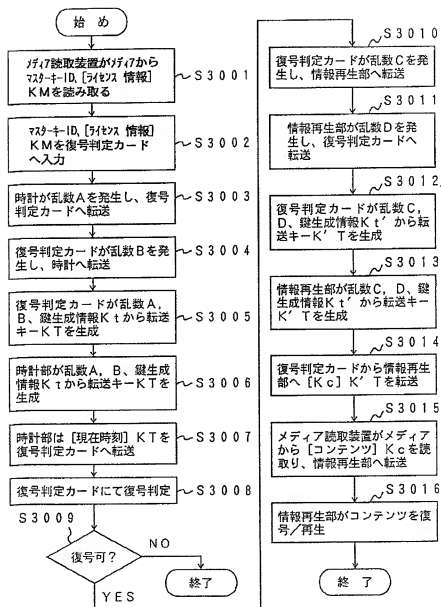 始 め
メディア読取装置がメディアから
マスターキーID、[ライセンス 情報]
KMを読み取る
S3001
マスターキーID、[ライセンス 情報]
KMを復号判定カード
へ入力
S3002
時計が乱数Aを発生し、復号
判定カードへ転送
S3003
復号判定カードが乱数Bを発
生し、時計へ転送
S3004
復号判定カードが乱数A,
B、鍵生成情報Ktから転送
キーKTを生成
S3005
時計部が乱数A,B、鍵生成
情報Ktから転送キーKTを
生成
S3006
時計部は[現在時刻]KTを
復号判定カードへ転送
S3007
復号判定カードにて復号判定
S3008
S3009
復号可?
NO
終了
YES
S3010
復号判定カードが乱数Cを
発生し、情報再生部へ転送
S3011
情報再生部が乱数Dを発
生し、復号判定カードへ
転送
S3012
復号判定カードが乱数C,
D、鍵生成情報Kt′から転
送キーK′Tを生成
S3013
情報再生部が乱数C,D、鍵
生成情報Kt′から転送キー
K′Tを生成
S3014
復号判定カードから情報再生
部へ[Kc]K′Tを転送
S3015
メディア読取装置がメディア
から[コンテンツ]Kcを読
取り、情報再生部へ転送
S3016
情報再生部がコンテンツを復
号/再生
終 了